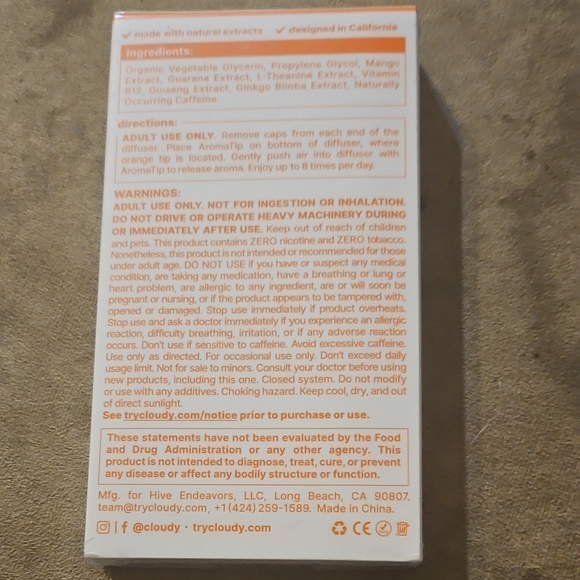 ✓ made with natural extracts ✓ designed in California
ingredients:
Organic Vegetable Glycerin, Propylene Glycol, Mango
Extract, Guarana Extract, L-Theanine Extract, Vitamin
B12, Ginseng Extract, Ginkgo Biloba Extract, Naturally
Occurring Caffeine.
directions:
ADULT USE ONLY. Remove caps from each end of the
diffuser. Place AromaTip on bottom of diffuser, where
orange tip is located. Gently push air into diffuser with
AromaTip to release aroma. Enjoy up to 8 times per day.
WARNINGS:
ADULT USE ONLY. NOT FOR INGESTION OR INHALATION.
DO NOT DRIVE OR OPERATE HEAVY MACHINERY DURING
OR IMMEDIATELY AFTER USE. Keep out of reach of children
and pets. This product contains ZERO nicotine and ZERO tobacco.
Nonetheless, this product is not intended or recommended for those
under adult age. DO NOT USE if you have or suspect any medical
condition, are taking any medication, have a breathing or lung or
heart problem, are allergic to any ingredient, are or will soon be
pregnant or nursing, or if the product appears to be tampered with,
opened or damaged. Stop use immediately if product overheats.
Stop use and ask a doctor immediately if you experience an allergic
reaction, difficulty breathing, irritation, or if any adverse reaction
occurs. Don't use if sensitive to caffeine. Avoid excessive caffeine.
Use only as directed. For occasional use only. Don't exceed daily
usage limit. Not for sale to minors. Consult your doctor before using
new products, including this one. Closed system. Do not modify
or use with any additives. Choking hazard. Keep cool, dry, and out
of direct sunlight.
See trycloudy.com/notice prior to purchase or use.
These statements have not been evaluated by the Food
and Drug Administration or any other agency. This
product is not intended to diagnose, treat, cure, or prevent
any disease or affect any bodily structure or function.
Mfg. for Hive Endeavors, LLC, Long Beach, CA 90807.
team@trycloudy.com, +1 (424) 259-1589. Made in China.
| f @cloudy · trycloudy.com CE